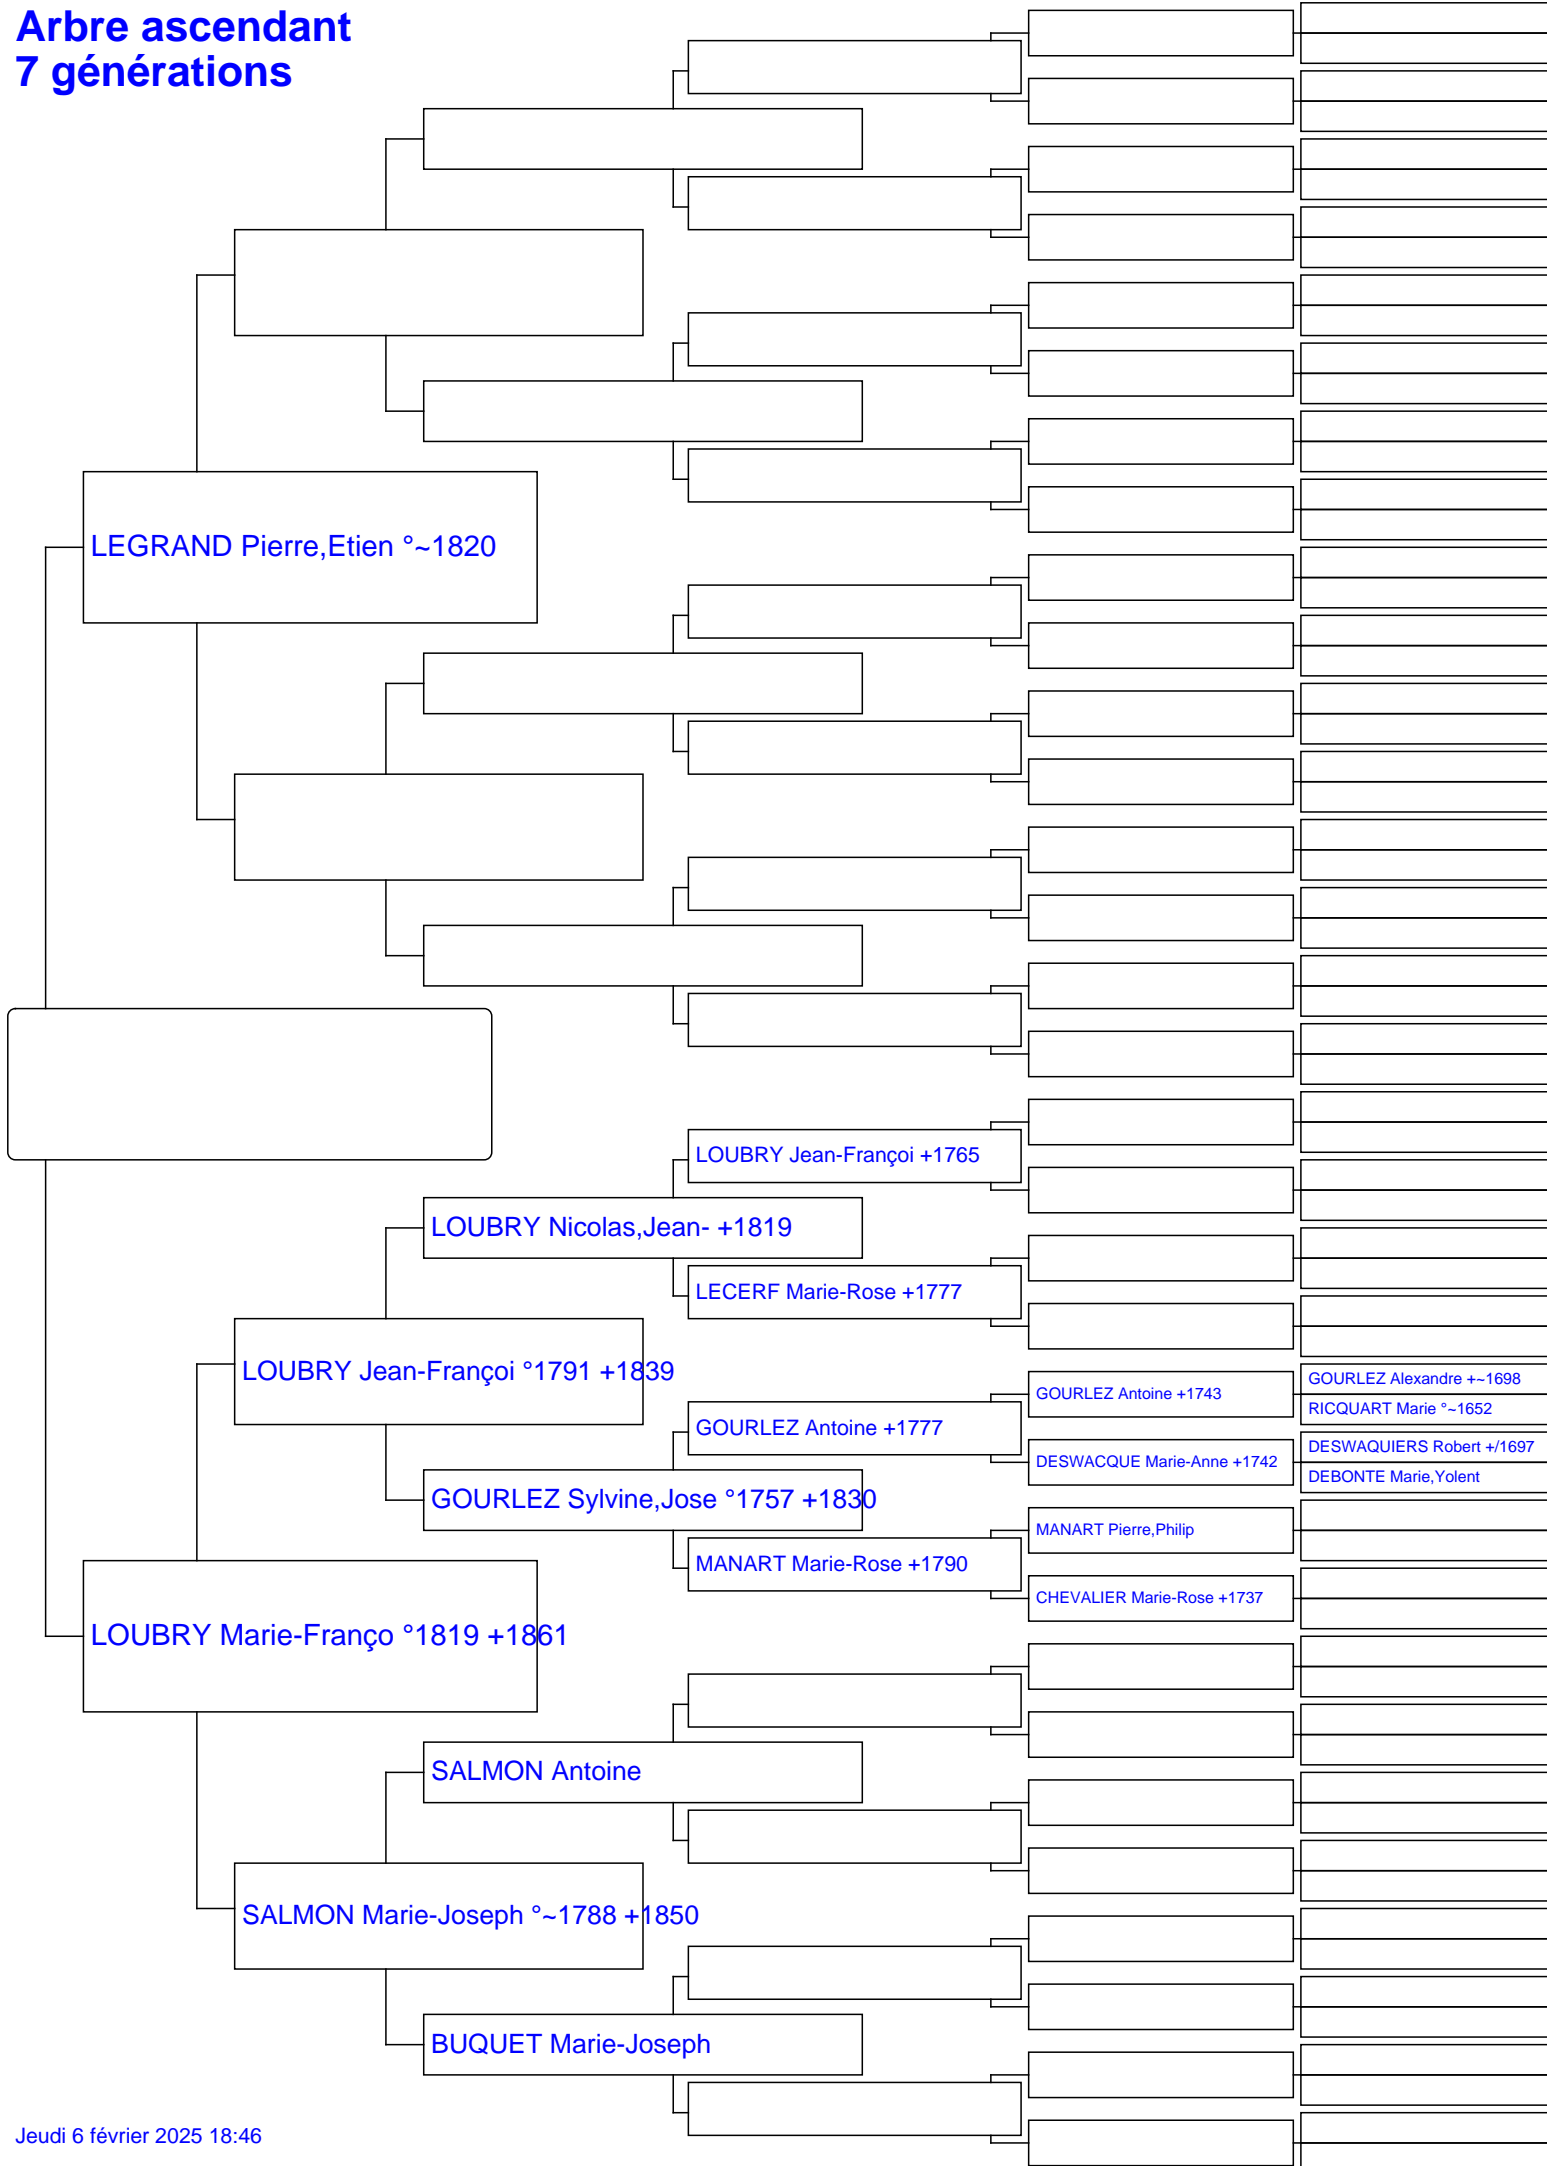 Arbre ascendant
7 générations
LEGRAND Pierre,Etien °~1820
LOUBRY Jean-Françoi +1765
LOUBRY Nicolas,Jean- +1819
LECERF Marie-Rose +1777
LOUBRY Jean-Françoi °1791 +1839
GOURLEZ Alexandre +~1698
GOURLEZ Antoine +1743
RICQUART Marie °~1652
GOURLEZ Antoine +1777
DESWAQUIERS Robert +/1697
DESWACQUE Marie-Anne +1742
DEBONTE Marie,Yolent
GOURLEZ Sylvine,Jose °1757 +1830
MANART Pierre,Philip
MANART Marie-Rose +1790
CHEVALIER Marie-Rose +1737
LOUBRY Marie-Franço °1819 +1861
SALMON Antoine
SALMON Marie-Joseph °~1788 +1850
BUQUET Marie-Joseph
Jeudi 6 février 2025 18:46